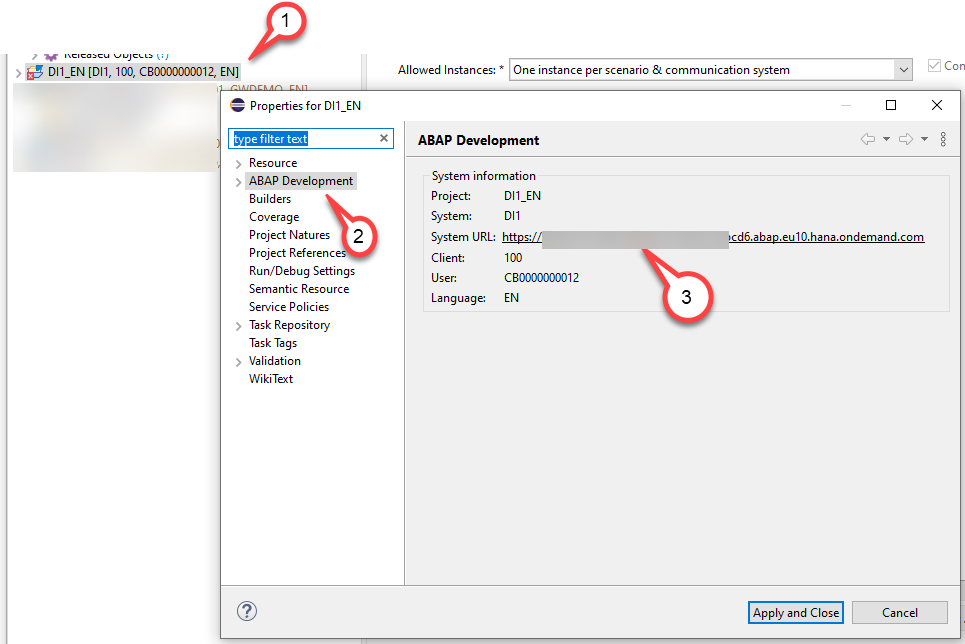 1
Released Objects (?)
DI1_EN [DI1, 100, CB0000000012, EN]
GWDEMO_EN]
Allowed Instances: * One instance per scenario & communication system
Properties for DI1_EN
type filter text
Resource
ABAP Development
Builders
Coverage
Project Natures
Project References
Run/Debug Settings
Semantic Resource
Service Policies
Task Repository
Task Tags
Validation
WikiText
2
ABAP Development
System information
Project: DI1_EN
System: DI1
System URL: https:// cd6.abap.eu10.hana.ondemand.com
Client: 100
User: CB0000000012
Language: EN
3
?
Apply and Close
Cancel